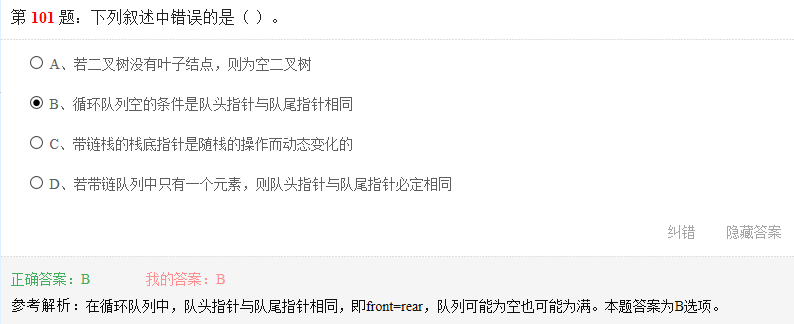 第 101 题：下列叙述中错误的是（ ）。
A、若二叉树没有叶子结点，则为空二叉树
B、循环队列空的条件是队头指针与队尾指针相同
C、带链栈的栈底指针是随栈的操作而动态变化的
D、若带链队列中只有一个元素，则队头指针与队尾指针必定相同
纠错 隐藏答案
正确答案：B 我的答案：B
参考解析：在循环队列中，队头指针与队尾指针相同，即front=rear，队列可能为空也可能为满。本题答案为B选项。